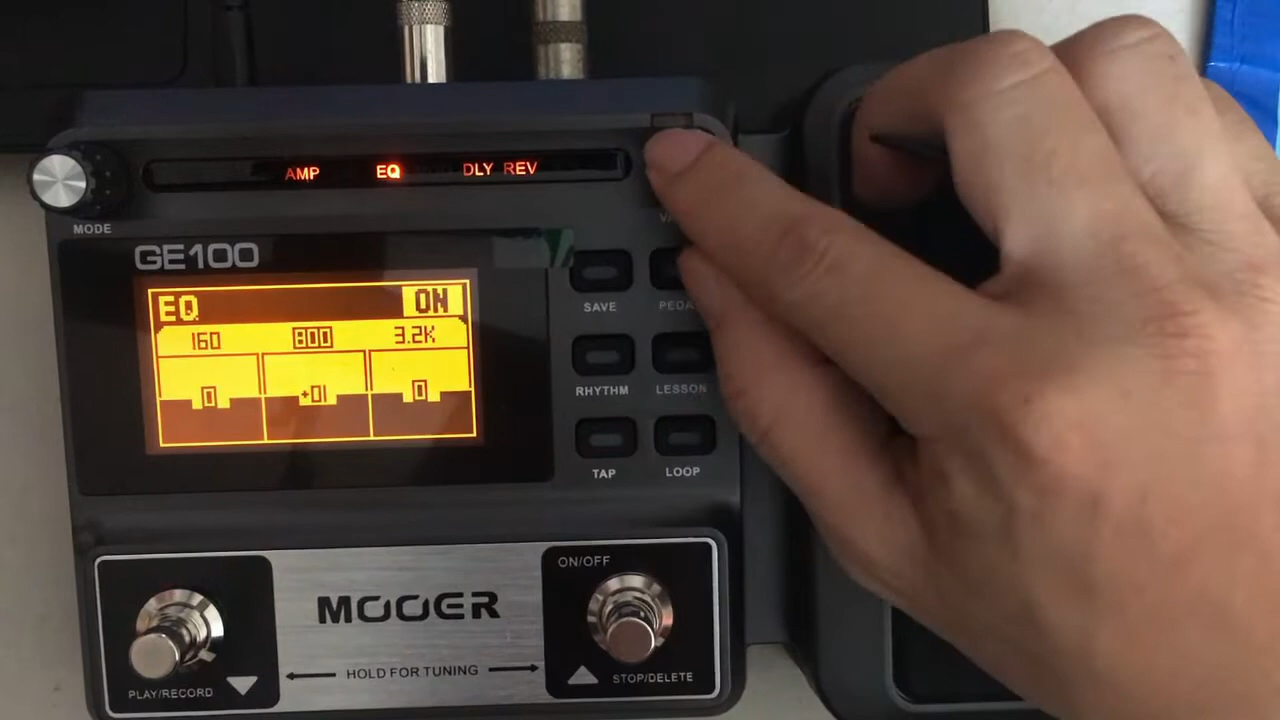 AMP EQ DLY REV
MODE
GE100
EQ ON
160 800 3.2K
0 +01 0
SAVE
RHYTHM LESSON
TAP LOOP
ON/OFF
MOOER
HOLD FOR TUNING
PLAY/RECORD STOP/DELETE